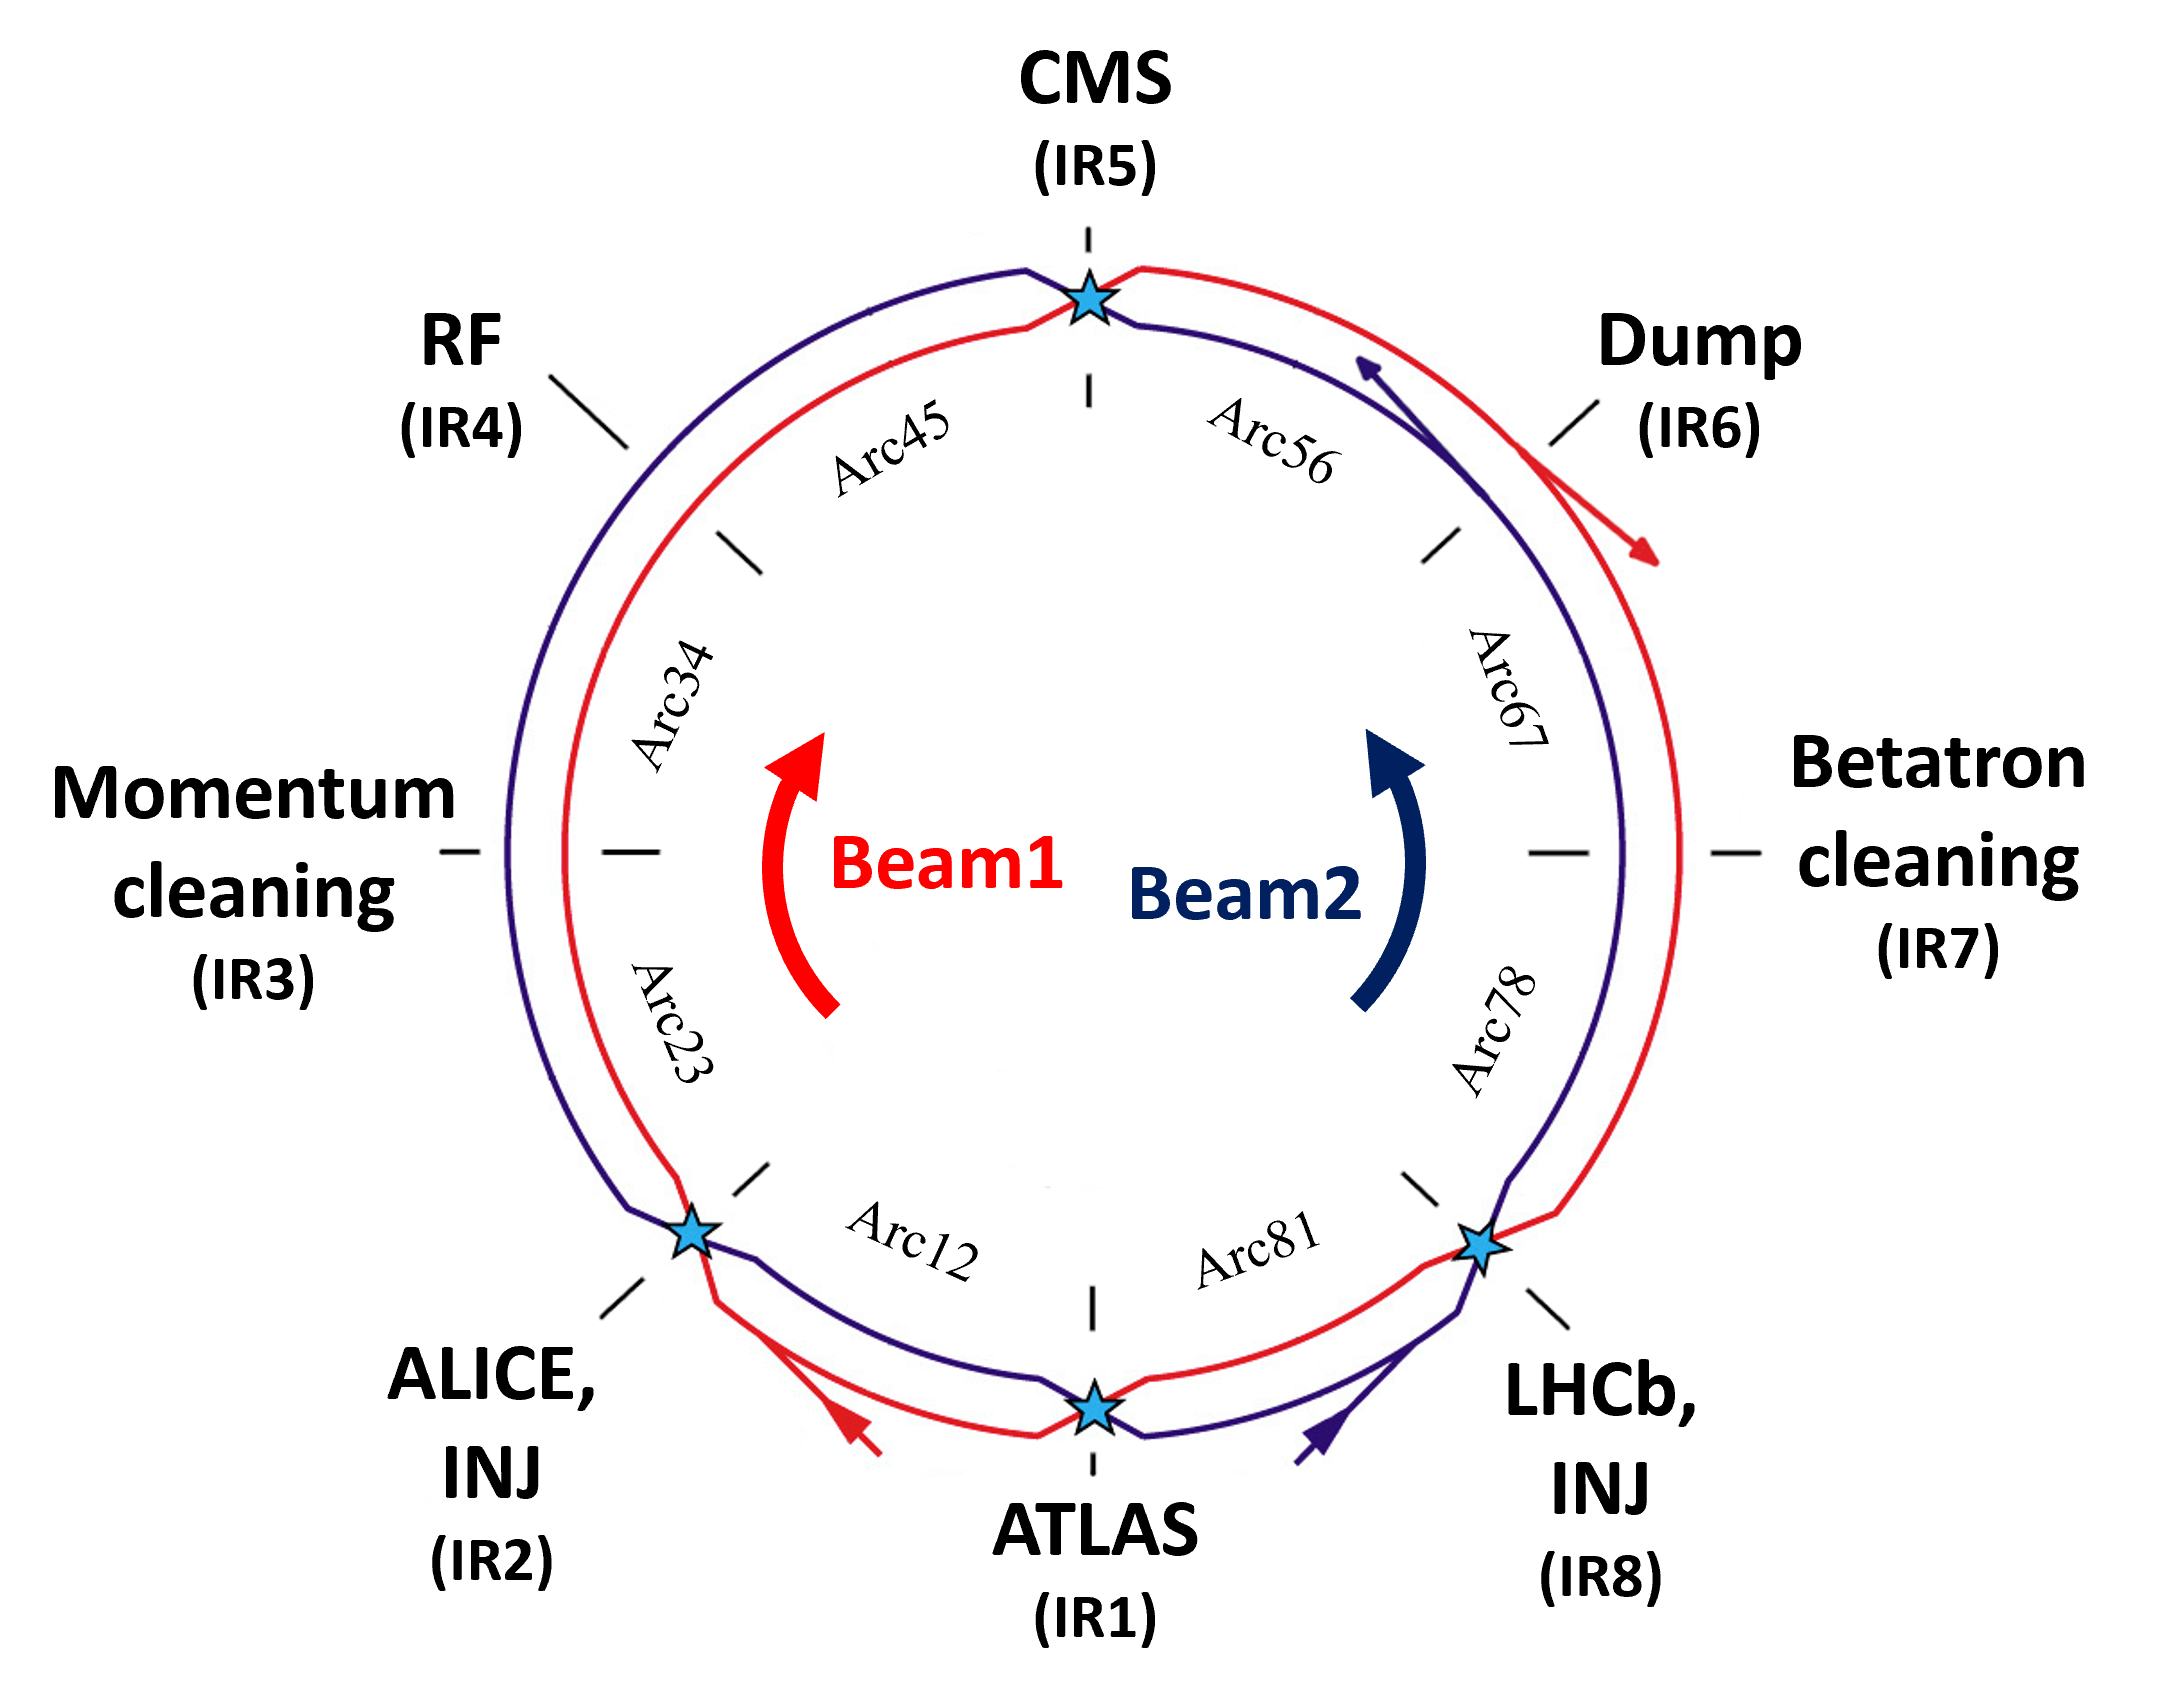 CMS
(IR5)
RF
(IR4)
Dump
(IR6)
Arc45
Arc56
Arc34
Arc67
Momentum
cleaning
(IR3)
Beam1
Beam2
Betatron
cleaning
(IR7)
Arc23
Arc78
Arc12
Arc81
ALICE,
INJ
(IR2)
ATLAS
(IR1)
LHCb,
INJ
(IR8)